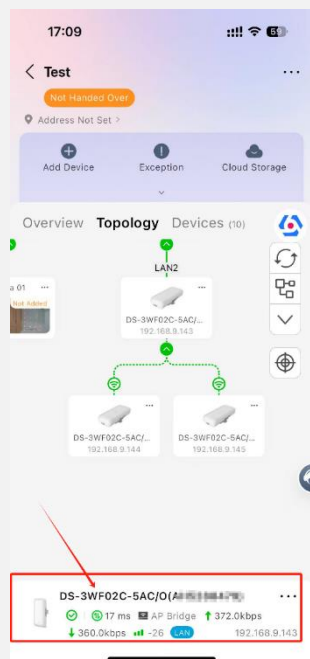 17:09
59
Test
Not Handed Over
Address Not Set >
Add Device
Exception
Cloud Storage
Overview Topology Devices (10)
LAN2
a 01
Not Added
DS-3WF02C-5AC/...
192.168.9.143
DS-3WF02C-5AC/...
192.168.9.144
DS-3WF02C-5AC/...
192.168.9.145
DS-3WF02C-5AC/O(A
17 ms AP Bridge 372.0kbps
360.0kbps -26 LAN 192.168.9.143